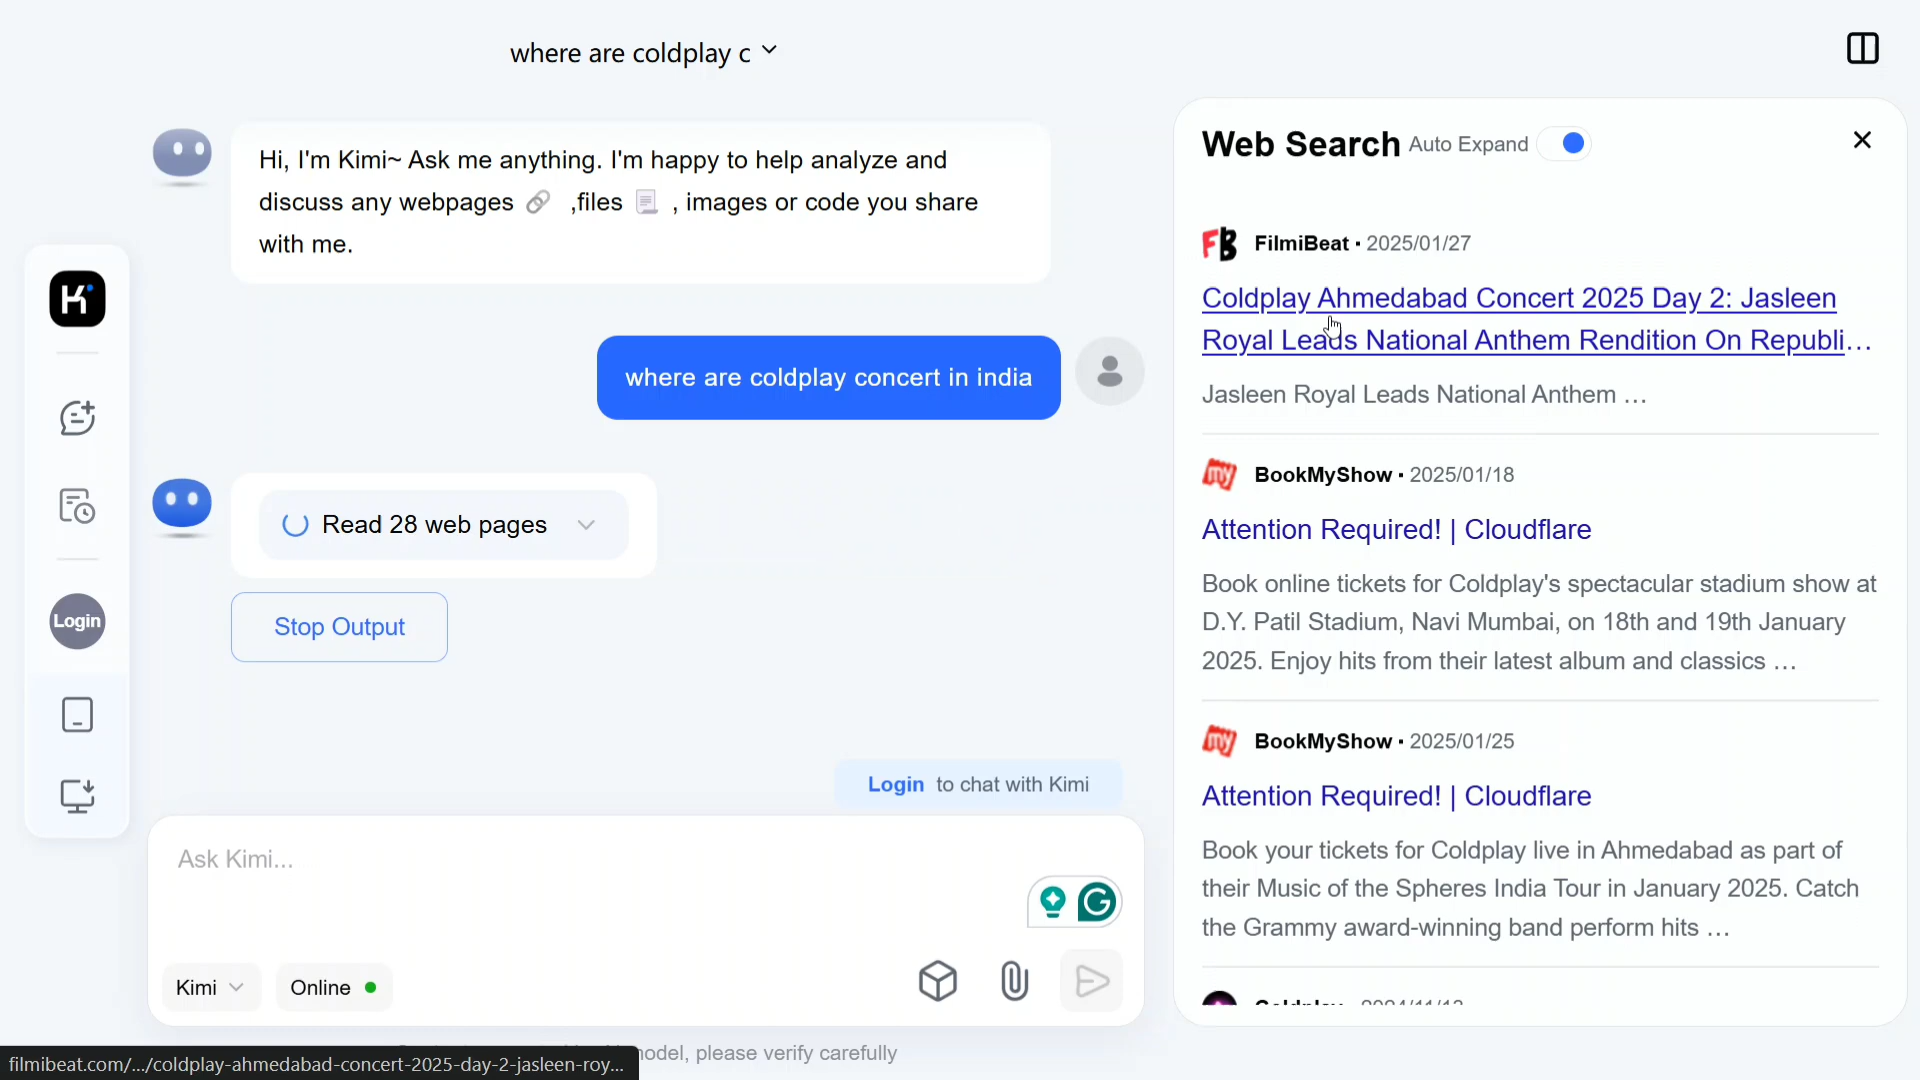 where are coldplay c
Hi, I'm Kimi~ Ask me anything. I'm happy to help analyze and
discuss any webpages 🔗 ,files 📃 , images or code you share
with me.
where are coldplay concert in india
Login
Read 28 web pages
Stop Output
Login to chat with Kimi
Ask Kimi...
Kimi
Online
odel, please verify carefully
filmibeat.com/.../coldplay-ahmedabad-concert-2025-day-2-jasleen-roy...
Web Search Auto Expand
FilmiBeat · 2025/01/27
Coldplay Ahmedabad Concert 2025 Day 2: Jasleen
Royal Leads National Anthem Rendition On Republi...
Jasleen Royal Leads National Anthem ...
my BookMyShow · 2025/01/18
Attention Required! | Cloudflare
Book online tickets for Coldplay's spectacular stadium show at
D.Y. Patil Stadium, Navi Mumbai, on 18th and 19th January
2025. Enjoy hits from their latest album and classics ...
my BookMyShow · 2025/01/25
Attention Required! | Cloudflare
Book your tickets for Coldplay live in Ahmedabad as part of
their Music of the Spheres India Tour in January 2025. Catch
the Grammy award-winning band perform hits ...